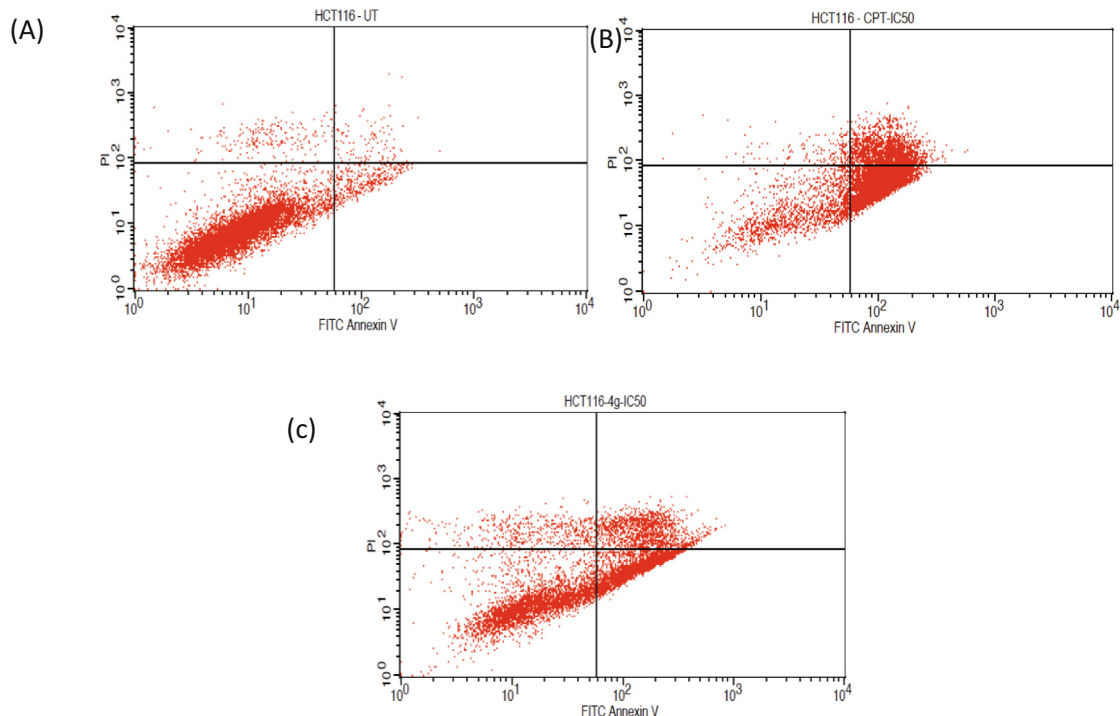 (A)
HCT116 - UT
10^4
10^3
10^2
10^1
10^0
PI
10^0 10^1 10^2 10^3 10^4
FITC Annexin V
(B)
HCT116 - CPT-IC50
10^4
10^3
10^2
10^1
10^0
PI
10^0 10^1 10^2 10^3 10^4
FITC Annexin V
(c)
HCT116-4g-IC50
10^4
10^3
10^2
10^1
10^0
PI
10^0 10^1 10^2 10^3 10^4
FITC Annexin V